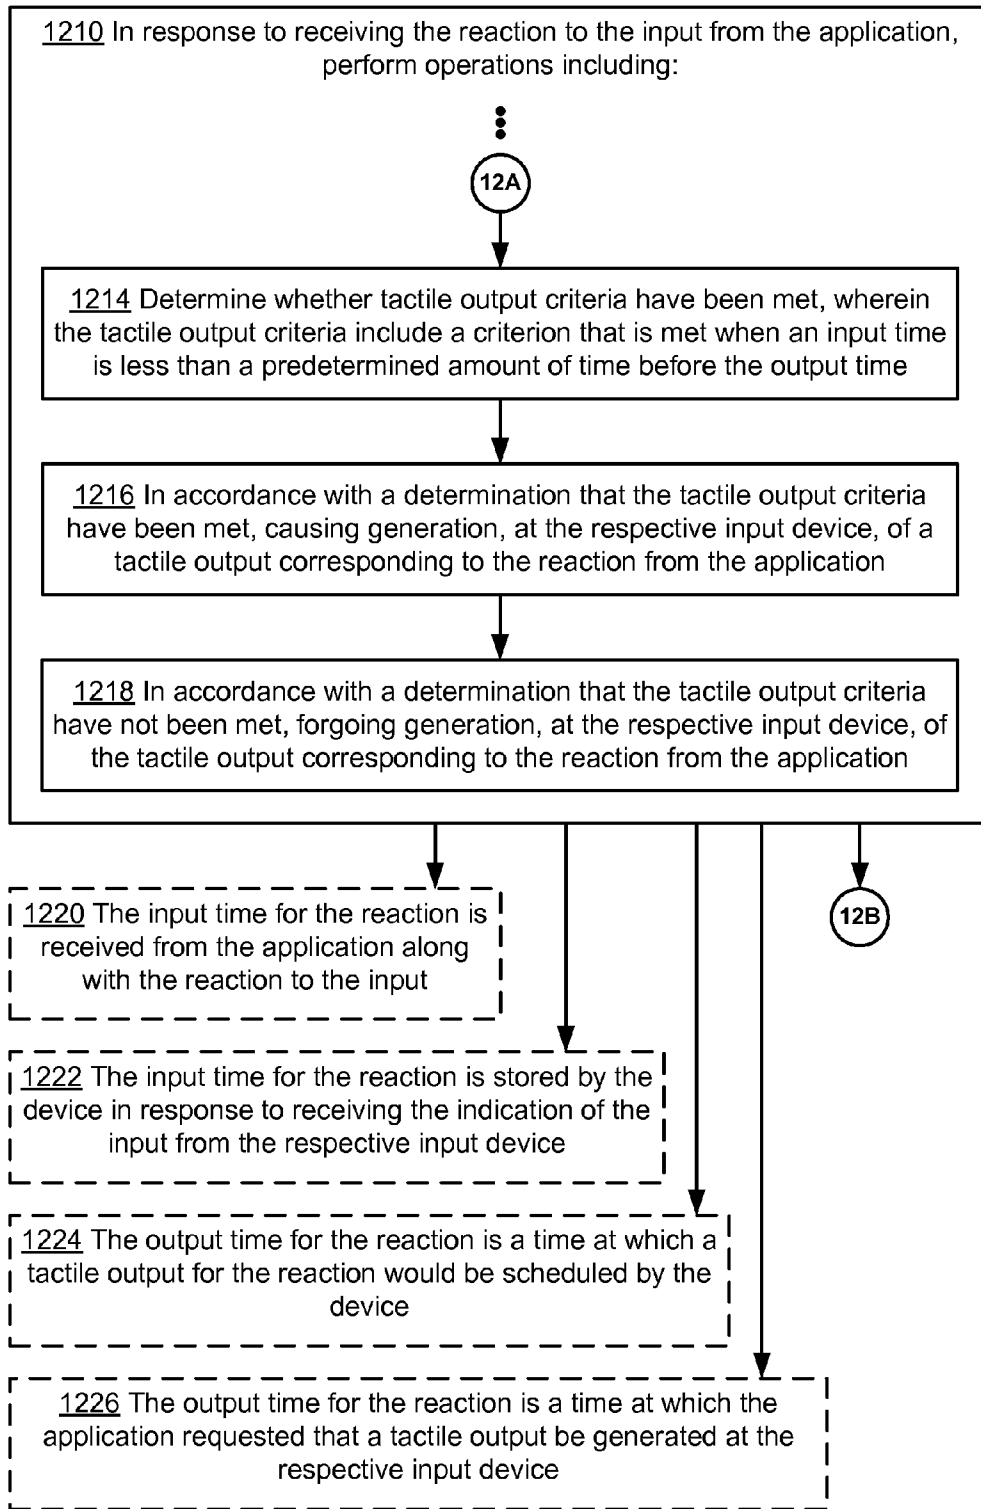 1210 In response to receiving the reaction to the input from the application,
perform operations including:
12A
1214 Determine whether tactile output criteria have been met, wherein
the tactile output criteria include a criterion that is met when an input time
is less than a predetermined amount of time before the output time
1216 In accordance with a determination that the tactile output criteria
have been met, causing generation, at the respective input device, of a
tactile output corresponding to the reaction from the application
1218 In accordance with a determination that the tactile output criteria
have not been met, forgoing generation, at the respective input device, of
the tactile output corresponding to the reaction from the application
12B
1220 The input time for the reaction is
received from the application along
with the reaction to the input
1222 The input time for the reaction is stored by the
device in response to receiving the indication of the
input from the respective input device
1224 The output time for the reaction is a time at which a
tactile output for the reaction would be scheduled by the
device
1226 The output time for the reaction is a time at which the
application requested that a tactile output be generated at the
respective input device